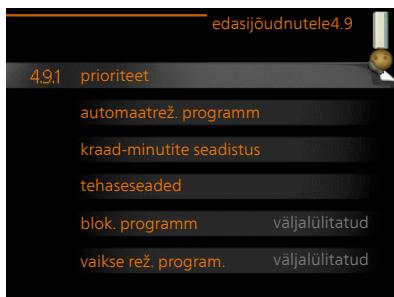 edasijõudnutele4.9
4.9.1 prioriteet
automaatrež. programm
kraad-minutite seadistus
tehaseseaded
blok. programm väljalülitatud
vaikse rež. program. väljalülitatud